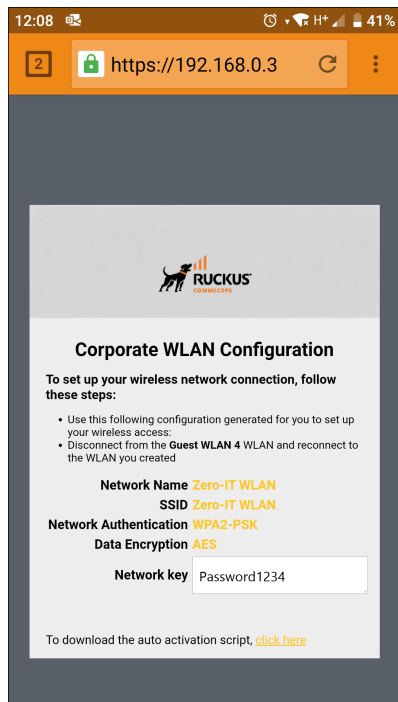 12:08 H+ 41%
2 https://192.168.0.3
RUCKUS
COMMSCOPE
Corporate WLAN Configuration
To set up your wireless network connection, follow
these steps:
• Use this following configuration generated for you to set up
your wireless access:
• Disconnect from the Guest WLAN 4 WLAN and reconnect to
the WLAN you created
Network Name Zero-IT WLAN
SSID Zero-IT WLAN
Network Authentication WPA2-PSK
Data Encryption AES
Network key Password1234
To download the auto activation script, click here